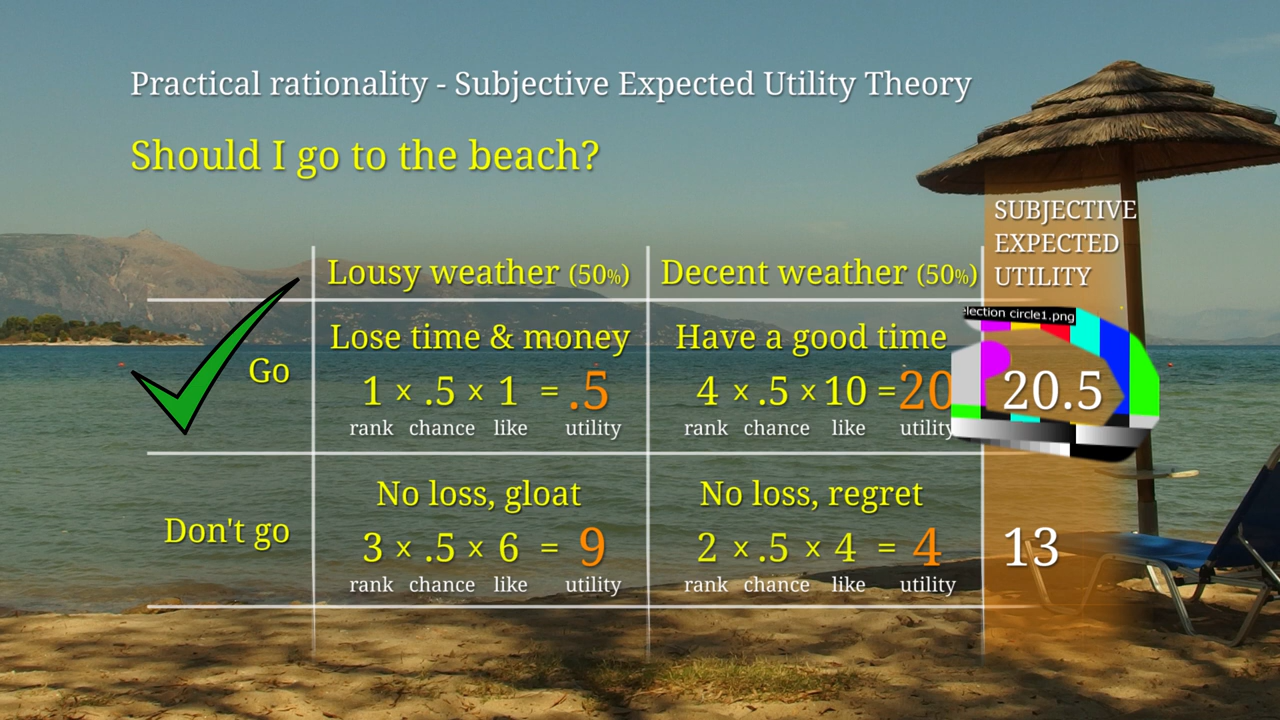 Practical rationality - Subjective Expected Utility Theory
Should I go to the beach?
SUBJECTIVE
EXPECTED
UTILITY
Lousy weather (50%)
Decent weather (50%)
lection circle1.png
Go
Lose time & money
1 x .5 x 1 = .5
rank chance like utility
Have a good time
4 x .5 x 10 = 20
rank chance like utility
20.5
Don't go
No loss, gloat
3 x .5 x 6 = 9
rank chance like utility
No loss, regret
2 x .5 x 4 = 4
rank chance like utility
13